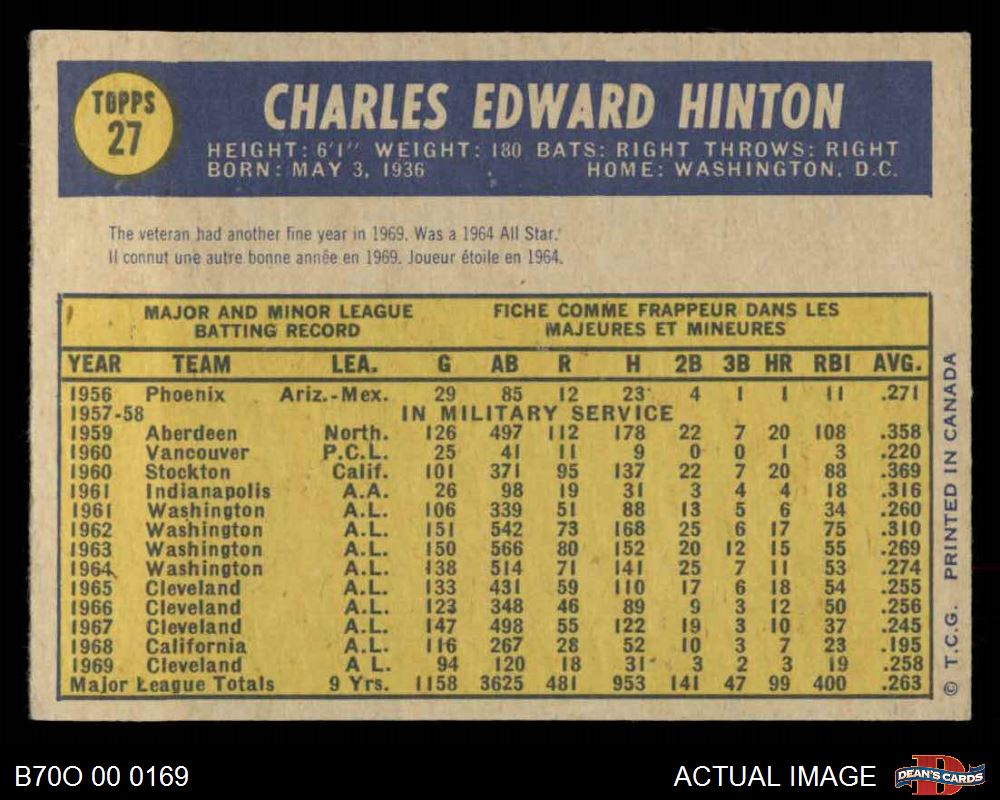 TOPPS
27
CHARLES EDWARD HINTON
HEIGHT: 6'1" WEIGHT: 180 BATS: RIGHT THROWS: RIGHT
BORN: MAY 3, 1936 HOME: WASHINGTON, D.C.
The veteran had another fine year in 1969. Was a 1964 All Star.
Il connut une autre bonne année en 1969. Joueur étoile en 1964.
MAJOR AND MINOR LEAGUE
BATTING RECORD
FICHE COMME FRAPPEUR DANS LES
MAJEURES ET MINEURES
YEAR TEAM LEA. G AB R H 2B 3B HR RBI AVG.
1956 Phoenix Ariz.-Mex. 29 85 12 23 4 1 1 11 .271
1957-58 IN MILITARY SERVICE
1959 Aberdeen North. 126 497 112 178 22 7 20 108 .358
1960 Vancouver P.C.L. 25 41 11 9 0 0 1 3 .220
1960 Stockton Calif. 101 371 95 137 22 7 20 88 .369
1961 Indianapolis A.A. 26 98 19 31 3 4 4 18 .316
1961 Washington A.L. 106 339 51 88 13 5 6 34 .260
1962 Washington A.L. 151 542 73 168 25 6 17 75 .310
1963 Washington A.L. 150 566 80 152 20 12 15 55 .269
1964 Washington A.L. 138 514 71 141 25 7 11 53 .274
1965 Cleveland A.L. 133 431 59 110 17 6 18 54 .255
1966 Cleveland A.L. 123 348 46 89 9 3 12 50 .256
1967 Cleveland A.L. 147 498 55 122 19 3 10 37 .245
1968 California A.L. 116 267 28 52 10 3 7 23 .195
1969 Cleveland A L. 94 120 18 31 3 2 3 19 .258
Major League Totals 9 Yrs. 1158 3625 481 953 141 47 99 400 .263
© T.C.G. PRINTED IN CANADA
B70O 00 0169
ACTUAL IMAGE
D
DEAN'S CARDS